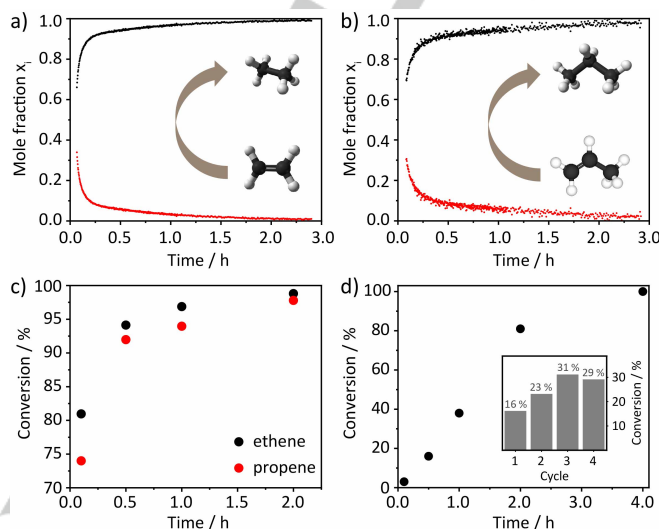 a)
Mole fraction xi
1.0
0.8
0.6
0.4
0.2
0.0
0.0 0.5 1.0 1.5 2.0 2.5 3.0
Time / h
b)
Mole fraction xi
1.0
0.8
0.6
0.4
0.2
0.0
0.0 0.5 1.0 1.5 2.0 2.5 3.0
Time / h
c)
Conversion / %
100
95
90
85
80
75
70
ethene
propene
0.0 0.5 1.0 1.5 2.0
Time / h
d)
Conversion / %
100
80
60
40
20
0
16 % 23 % 31 % 29 %
30
20
10
Conversion / %
1 2 3 4
Cycle
0.0 1.0 2.0 3.0 4.0
Time / h